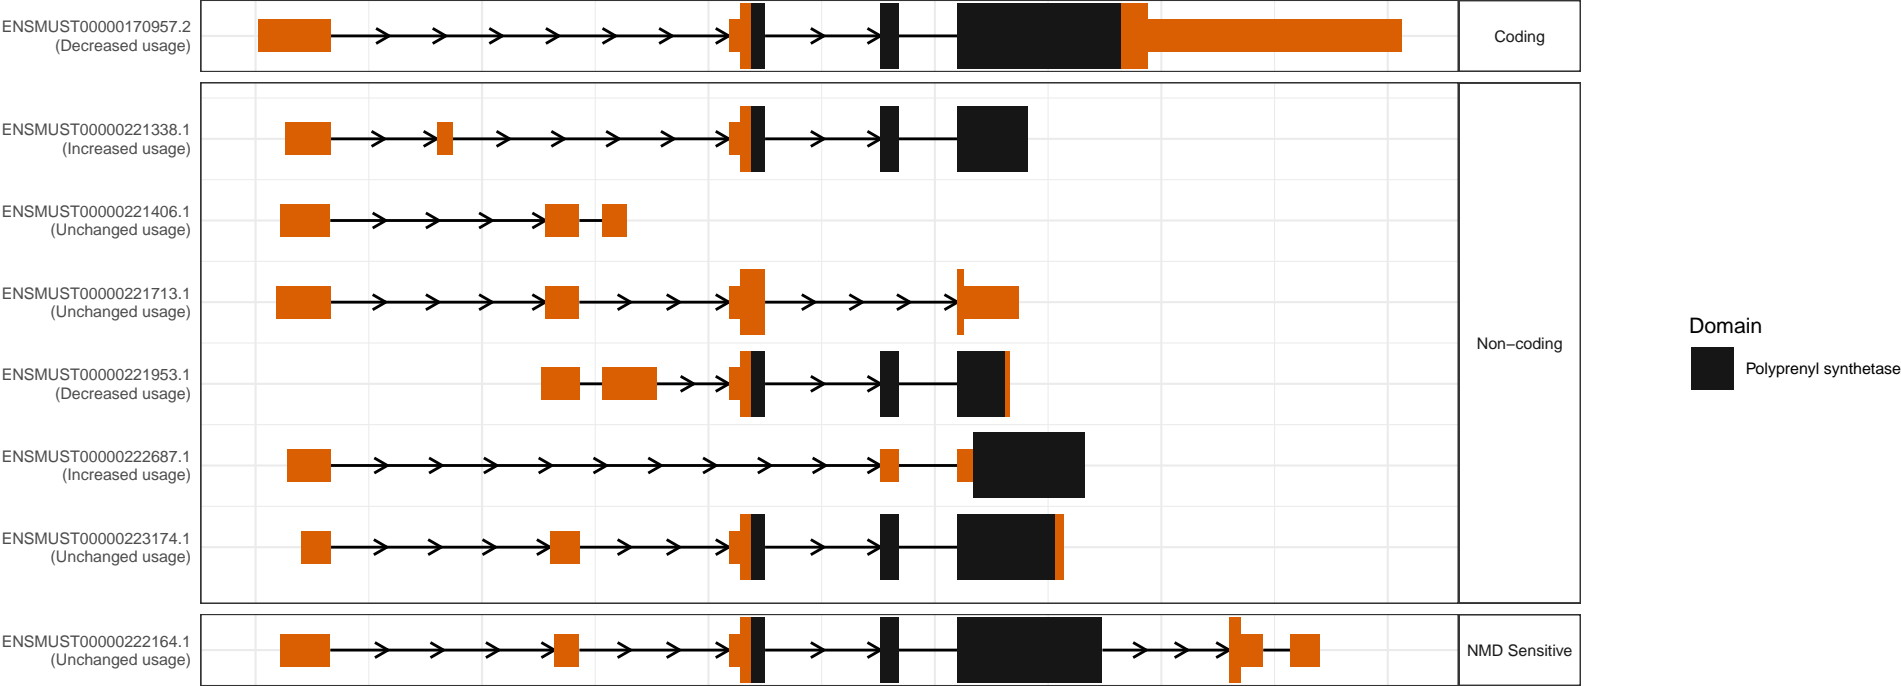 ENSMUST00000170957.2
(Decreased usage)
Coding
ENSMUST00000221338.1
(Increased usage)
ENSMUST00000221406.1
(Unchanged usage)
ENSMUST00000221713.1
(Unchanged usage)
ENSMUST00000221953.1
(Decreased usage)
ENSMUST00000222687.1
(Increased usage)
ENSMUST00000223174.1
(Unchanged usage)
Non−coding
ENSMUST00000222164.1
(Unchanged usage)
NMD Sensitive
Domain
Polyprenyl synthetase